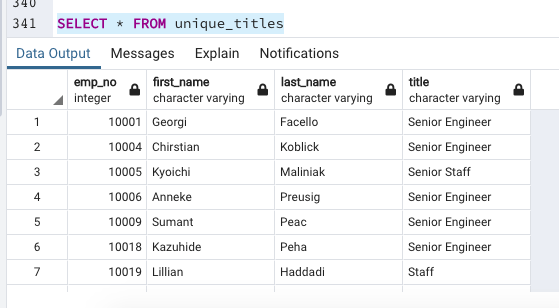 340
341 SELECT * FROM unique_titles
Data Output Messages Explain Notifications
emp_no first_name last_name title
integer character varying character varying character varying
1 10001 Georgi Facello Senior Engineer
2 10004 Chirstian Koblick Senior Engineer
3 10005 Kyoichi Maliniak Senior Staff
4 10006 Anneke Preusig Senior Engineer
5 10009 Sumant Peac Senior Engineer
6 10018 Kazuhide Peha Senior Engineer
7 10019 Lillian Haddadi Staff